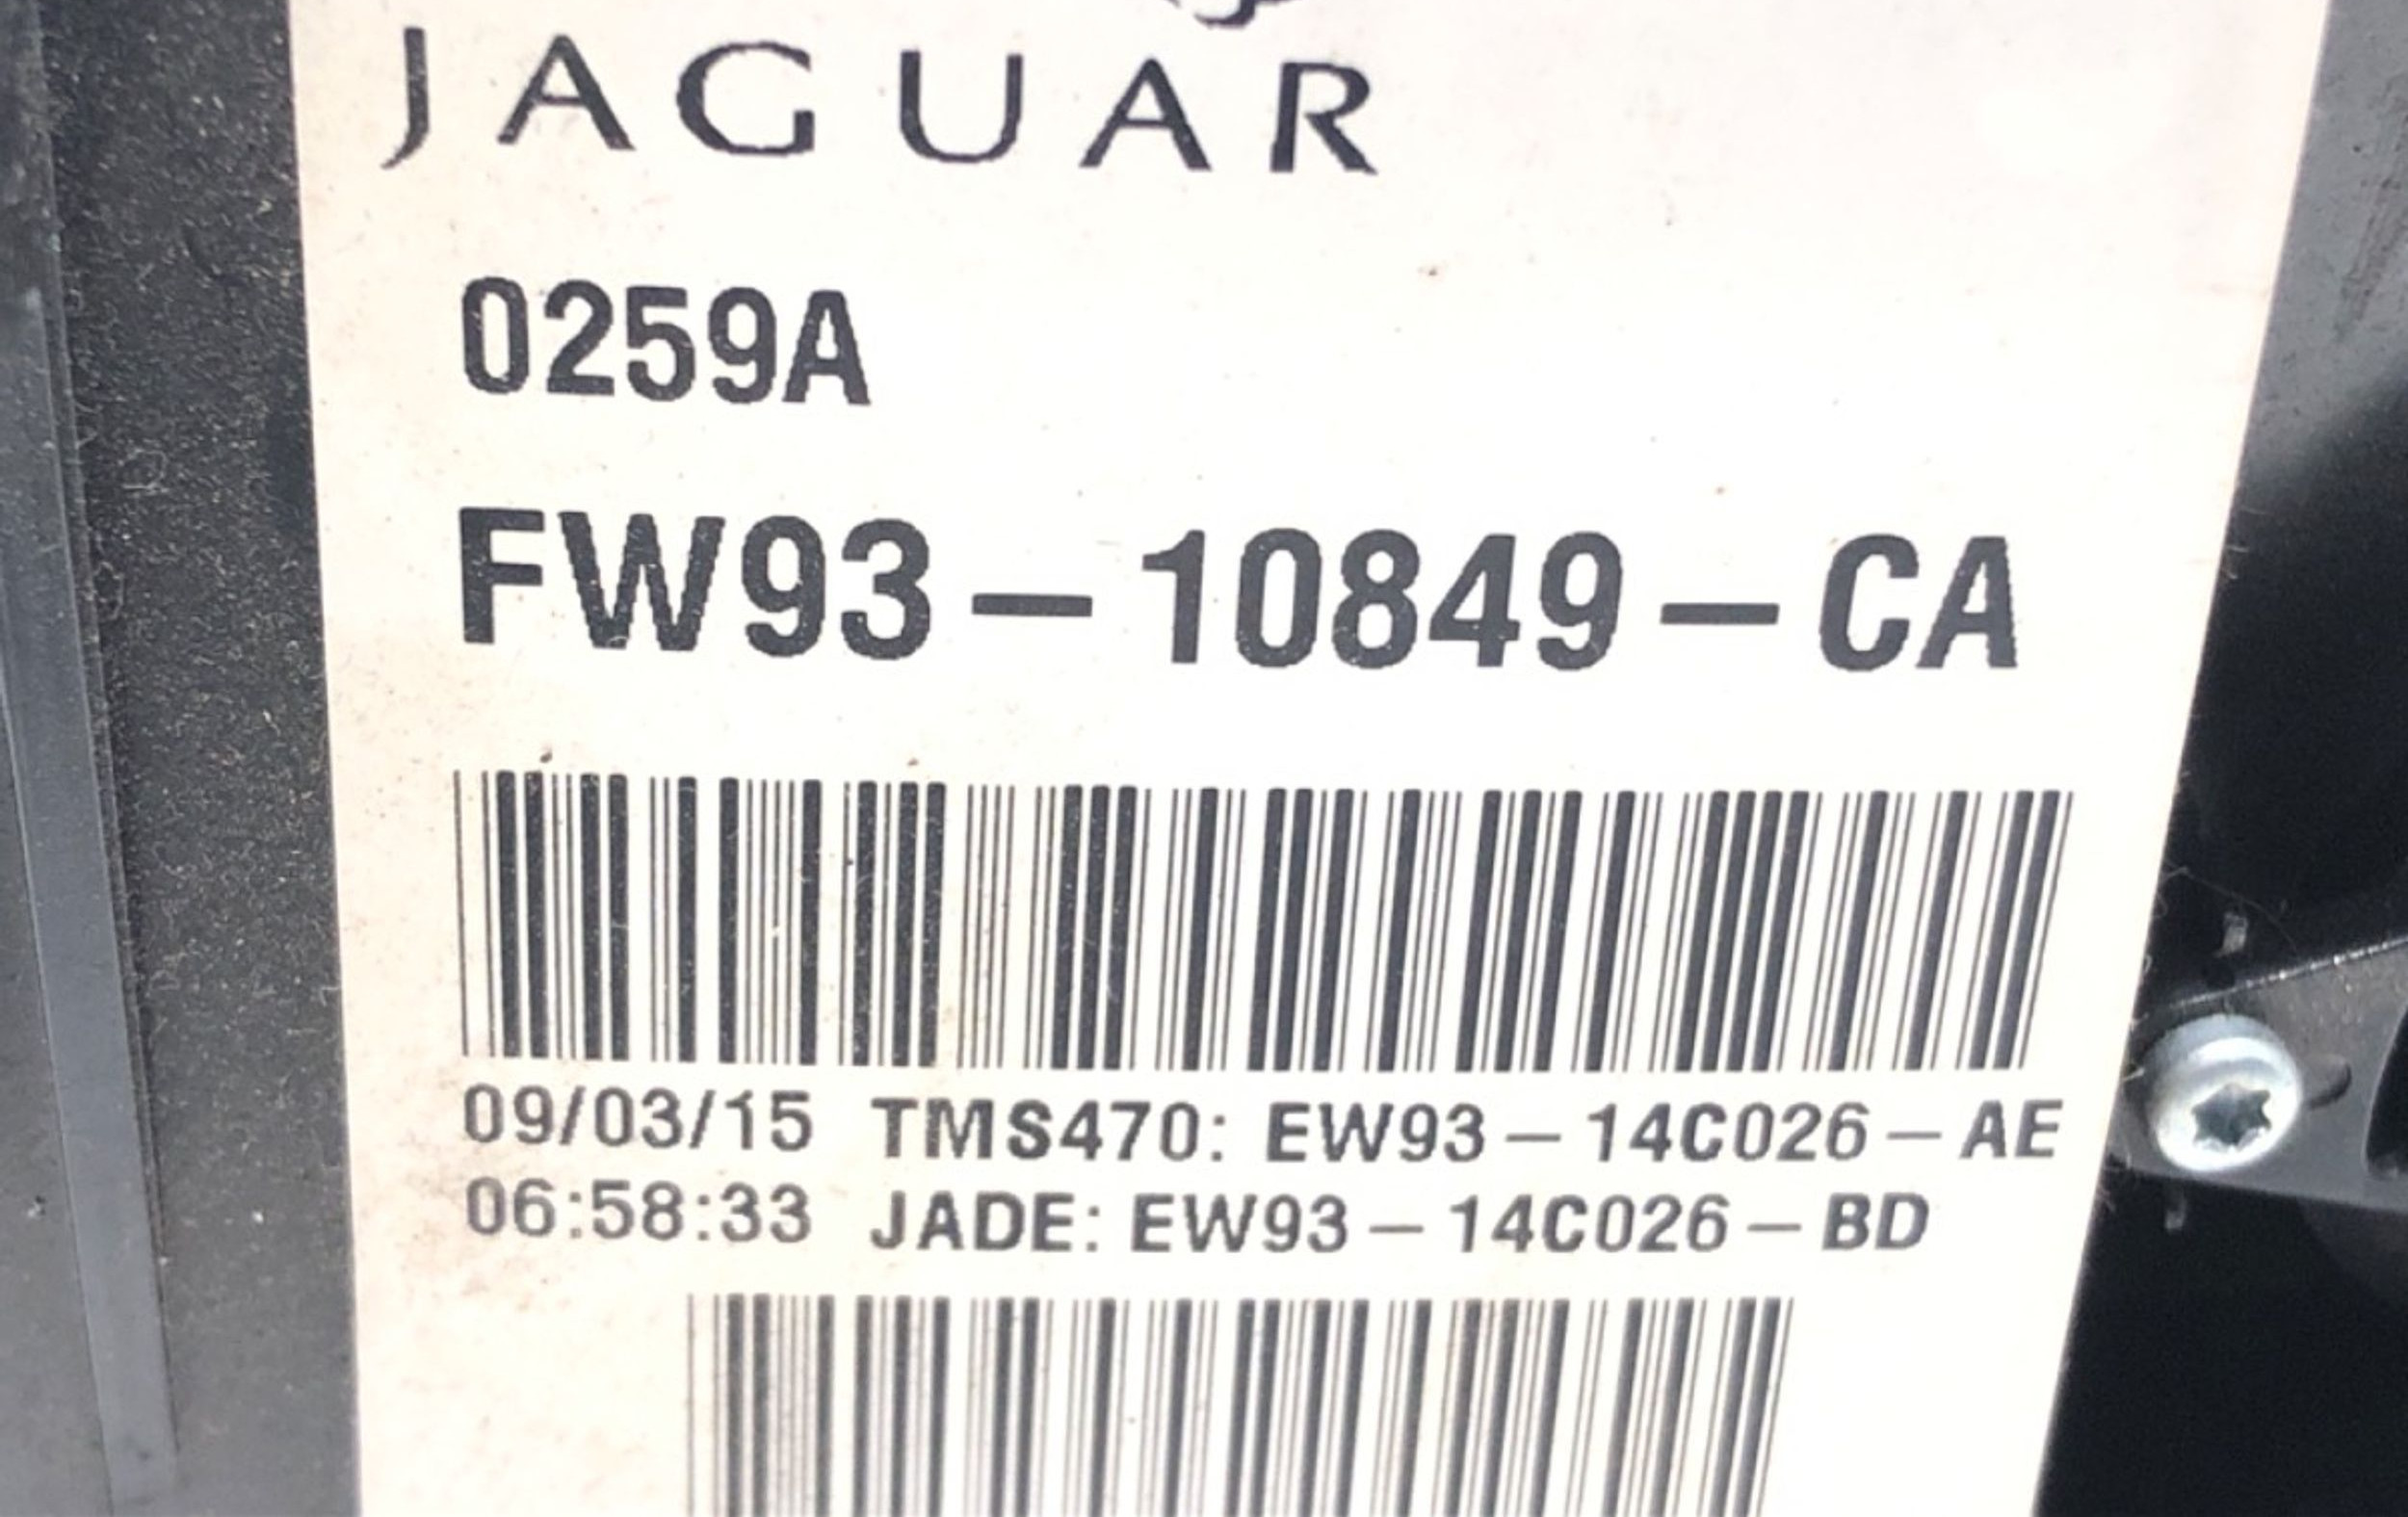 JAGUAR
0259A
FW93-10849-CA
09/03/15 TMS470: EW93-14C026-AE
06:58:33 JADE: EW93-14C026-BD